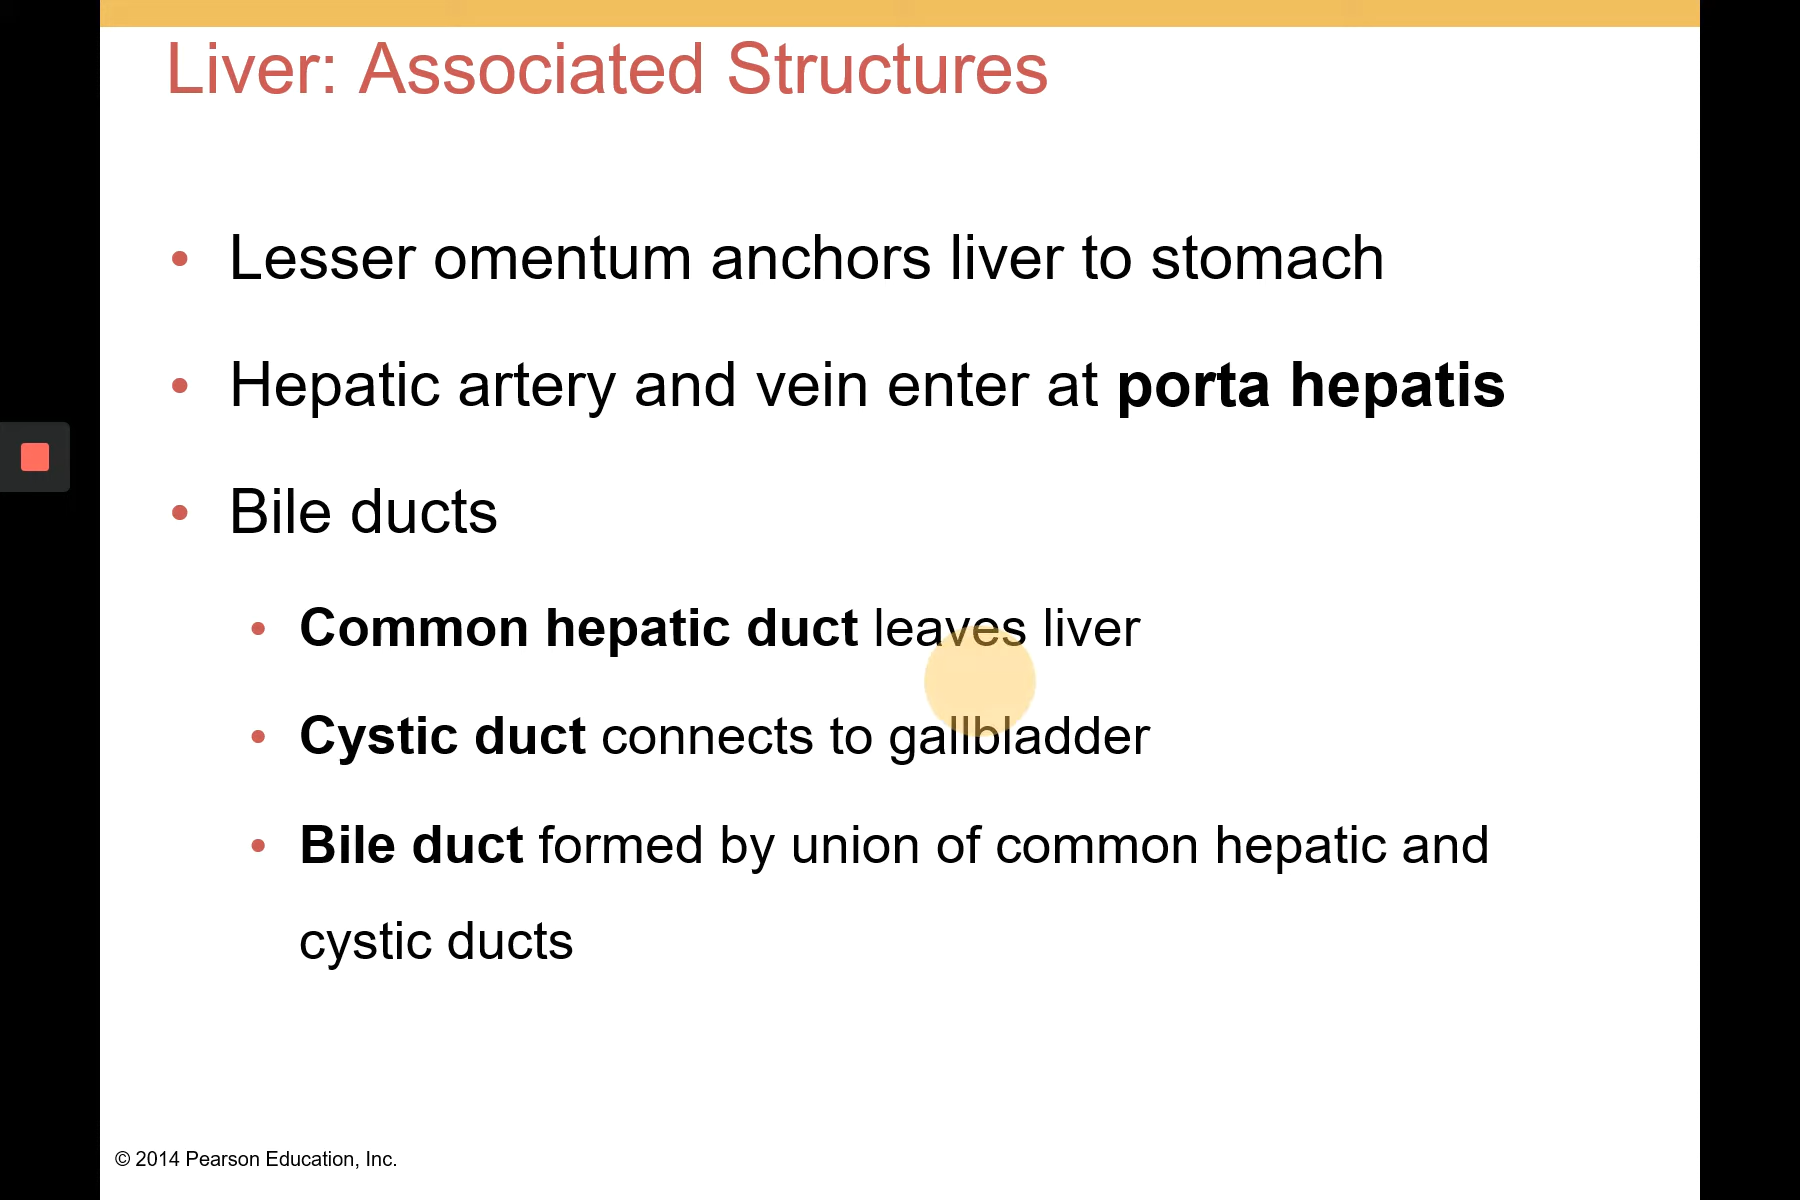 Liver: Associated Structures
• Lesser omentum anchors liver to stomach
• Hepatic artery and vein enter at porta hepatis
• Bile ducts
• Common hepatic duct leaves liver
• Cystic duct connects to gallbladder
• Bile duct formed by union of common hepatic and
cystic ducts
© 2014 Pearson Education, Inc.